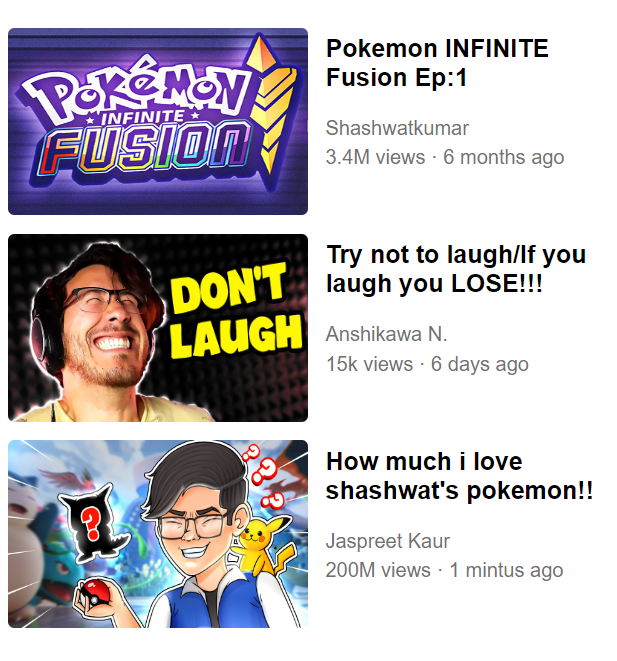 POKÉMON
INFINITE
FUSION
Pokemon INFINITE
Fusion Ep:1
Shashwatkumar
3.4M views · 6 months ago
DON'T
LAUGH
Try not to laugh/If you
laugh you LOSE!!!
Anshikawa N.
15k views · 6 days ago
?
?
?
?
How much i love
shashwat's pokemon!!
Jaspreet Kaur
200M views · 1 mintus ago